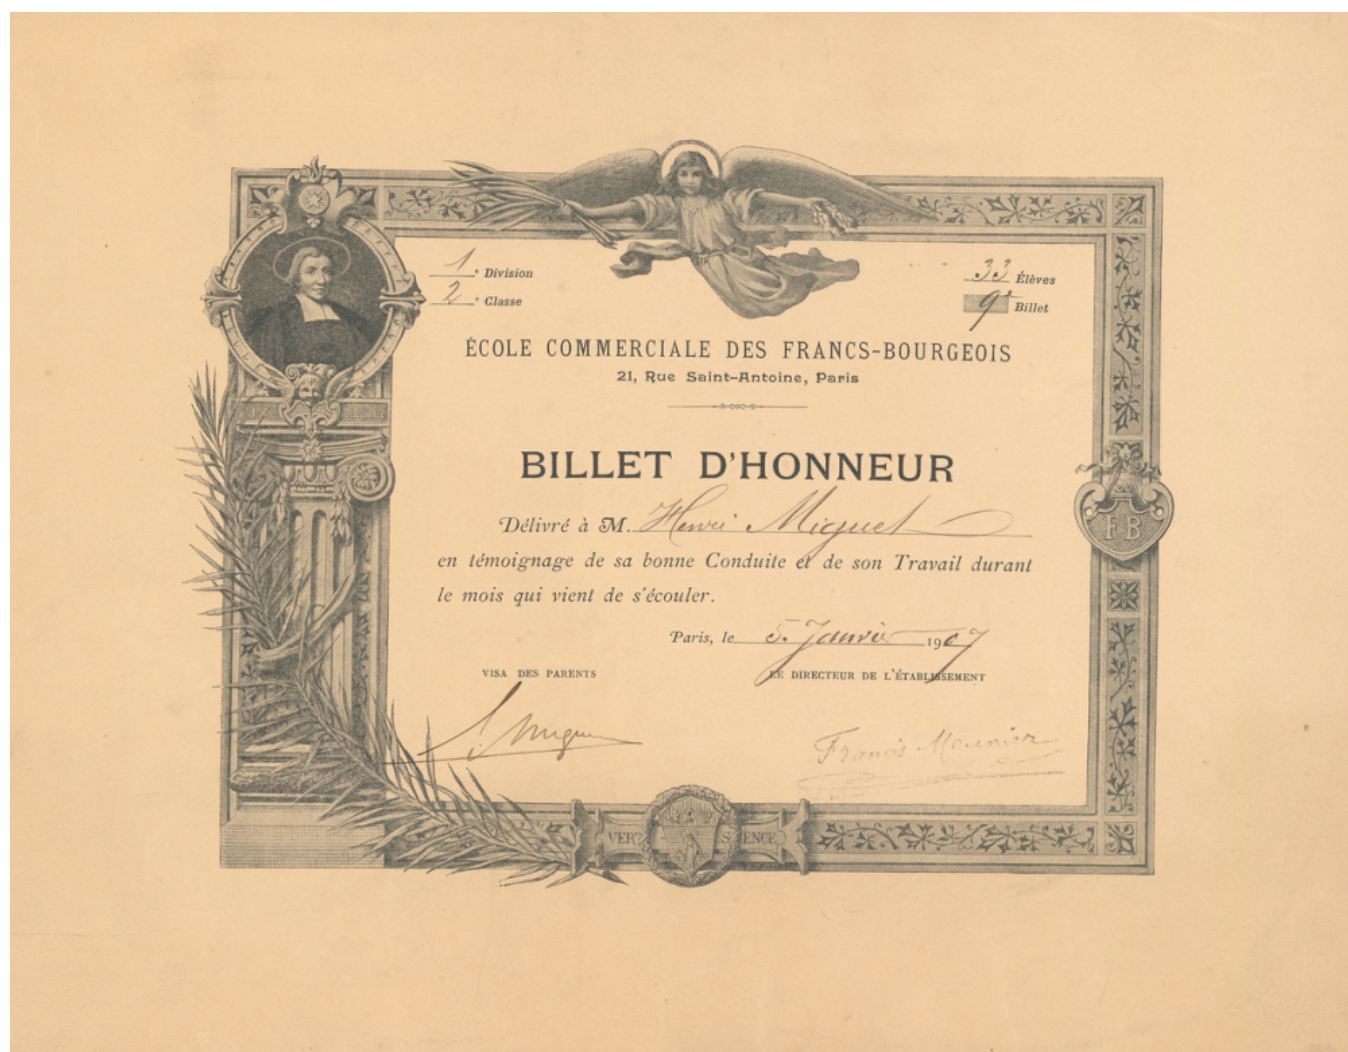 1e Division
2e Classe
33 Élèves
9e Billet
ÉCOLE COMMERCIALE DES FRANCS-BOURGEOIS
21, Rue Saint-Antoine, Paris
BILLET D'HONNEUR
Délivré à M. Henri Miquel
en témoignage de sa bonne Conduite et de son Travail durant
le mois qui vient de s'écouler.
Paris, le 5 Janvier 1907
VISA DES PARENTS
LE DIRECTEUR DE L'ÉTABLISSEMENT
Francis Meunier
FB